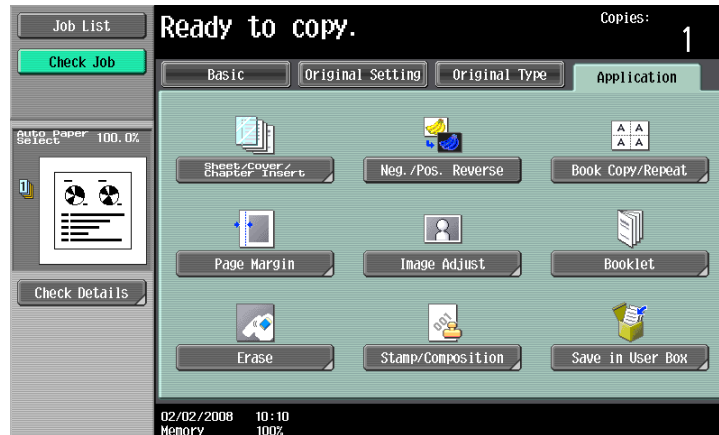 Job List
Check Job
Ready to copy.
Copies:
1
Basic
Original Setting
Original Type
Application
Auto Paper
Select
100.0%
1
Sheet/Cover/
Chapter Insert
Neg./Pos. Reverse
A A
A A
Book Copy/Repeat
Page Margin
Image Adjust
Booklet
Check Details
001
Erase
Stamp/Composition
Save in User Box
02/02/2008 10:10
Memory 100%